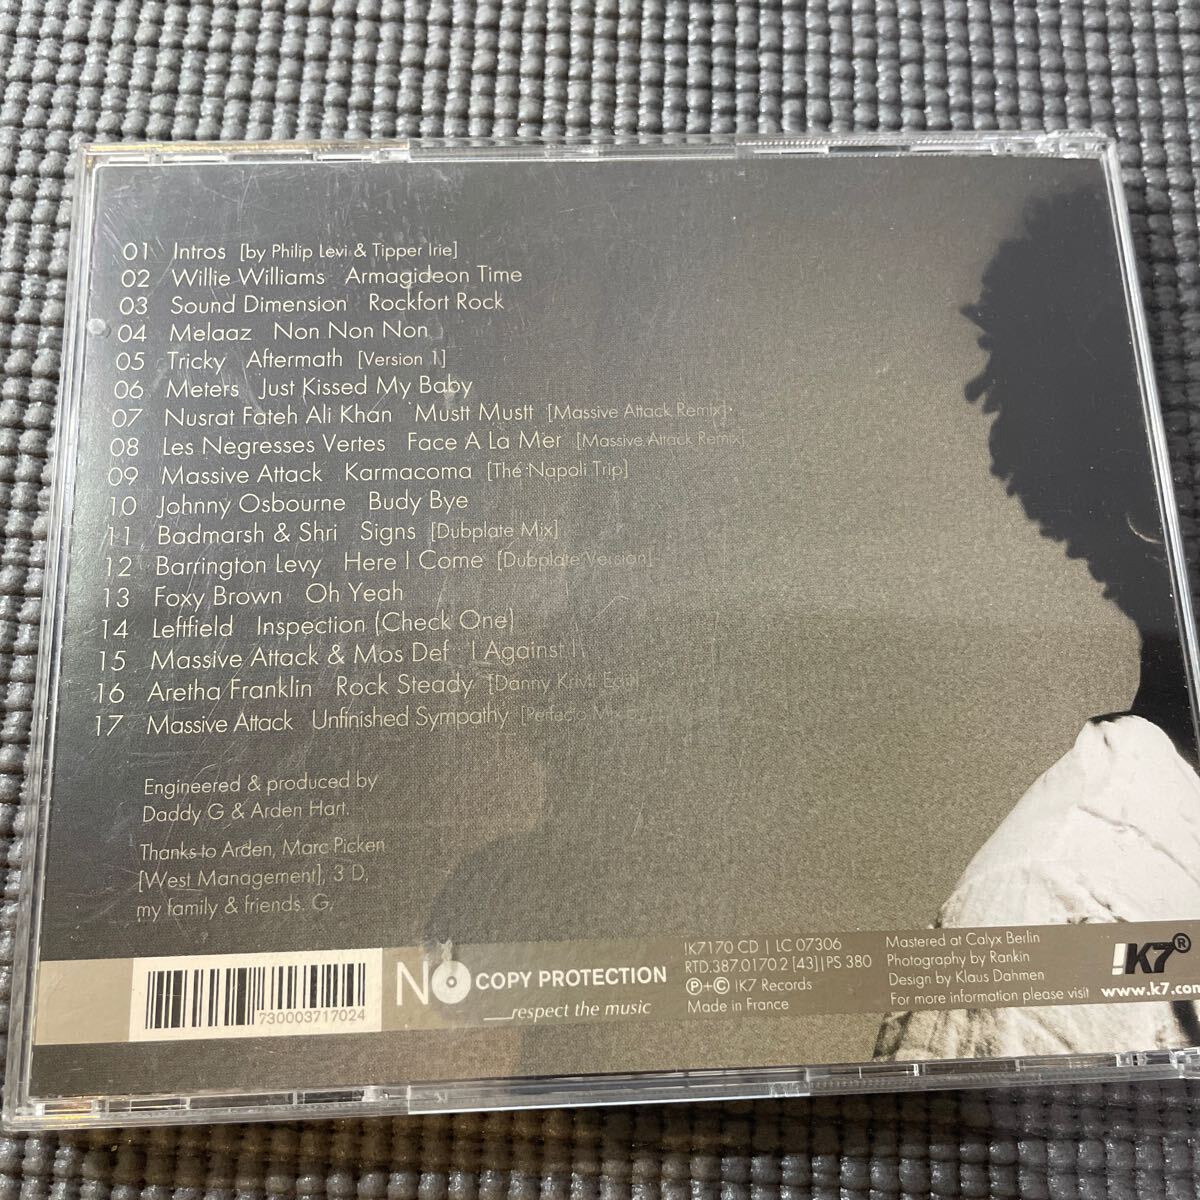 01 Intros [by Philip Levi & Tipper Irie]
02 Willie Williams Armagideon Time
03 Sound Dimension Rockfort Rock
04 Melaaz Non Non Non
05 Tricky Aftermath [Version 1]
06 Meters Just Kissed My Baby
07 Nusrat Fateh Ali Khan Mustt Mustt [Massive Attack Remix]
08 Les Negresses Vertes Face A La Mer [Massive Attack Remix]
09 Massive Attack Karmacoma [The Napoli Trip]
10 Johnny Osbourne Budy Bye
11 Badmarsh & Shri Signs [Dubplate Mix]
12 Barrington Levy Here I Come [Dubplate Version]
13 Foxy Brown Oh Yeah
14 Leftfield Inspection (Check One)
15 Massive Attack & Mos Def I Against I
16 Aretha Franklin Rock Steady [Danny Krivit Edit]
17 Massive Attack Unfinished Sympathy [Perfecto Mix]
Engineered & produced by
Daddy G & Arden Hart.
Thanks to Arden, Marc Picken
[West Management], 3 D,
my family & friends. G.
730003717024
NO COPY PROTECTION
___respect the music
!K7170 CD | LC 07306
RTD.387.0170.2 [43] | PS 380
℗+© !K7 Records
Made in France
Mastered at Calyx Berlin
Photography by Rankin
Design by Klaus Dahmen
For more information please visit
!K7®
www.k7.com